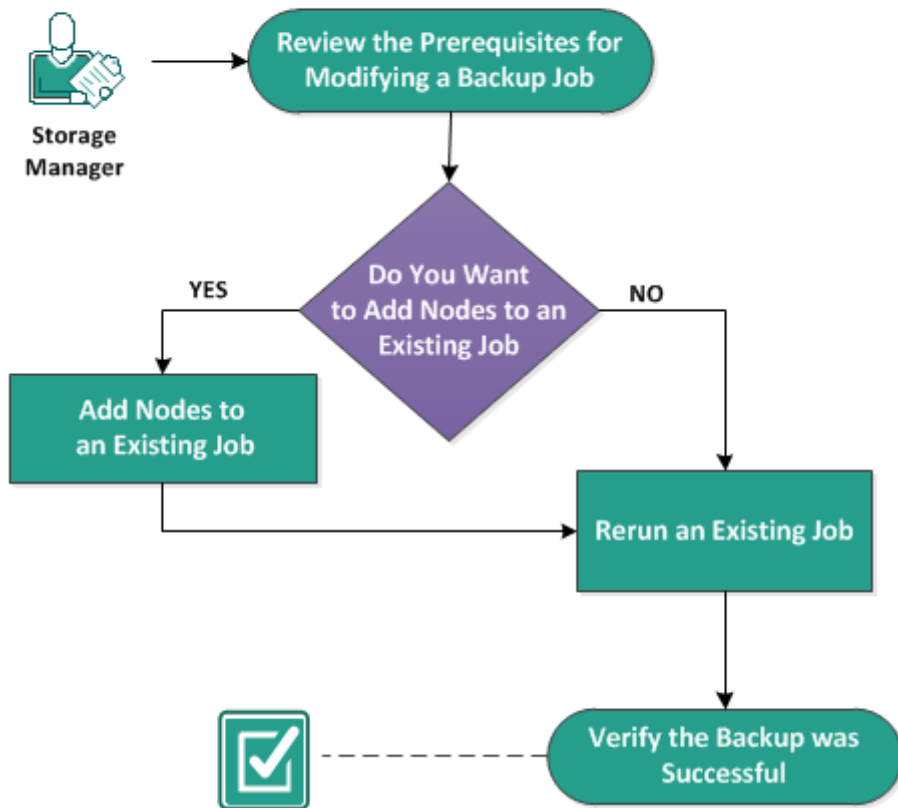 Review the Prerequisites for
Modifying a Backup Job
Storage
Manager
Do You Want
to Add Nodes to an
Existing Job
YES
NO
Add Nodes to
an Existing Job
Rerun an Existing Job
Verify the Backup was
Successful